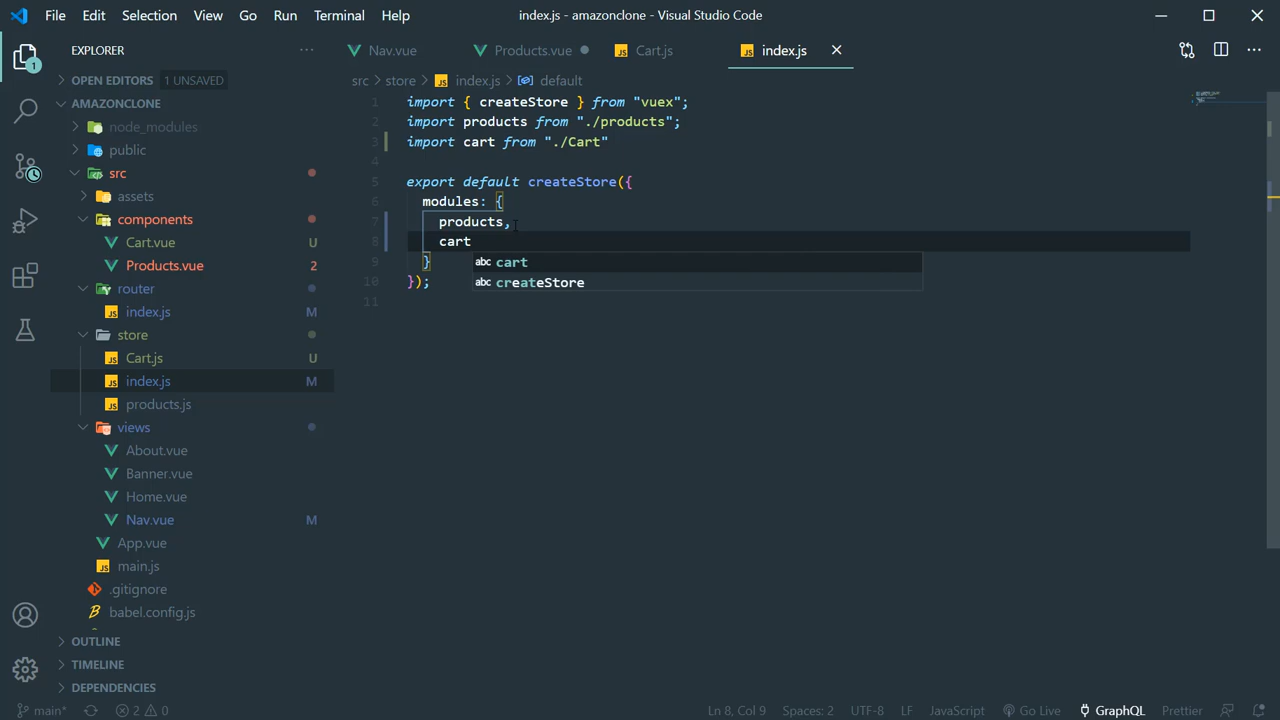 File Edit Selection View Go Run Terminal Help index.js - amazonclone - Visual Studio Code
EXPLORER
Nav.vue Products.vue Cart.js index.js
OPEN EDITORS 1 UNSAVED
src > store > index.js > default
AMAZONCLONE
node_modules
public
src
assets
components
Cart.vue U
Products.vue 2
router
index.js M
store
Cart.js U
index.js M
products.js
views
About.vue
Banner.vue
Home.vue
Nav.vue M
App.vue
main.js
.gitignore
babel.config.js
OUTLINE
TIMELINE
DEPENDENCIES
1 import { createStore } from "vuex";
2 import products from "./products";
3 import cart from "./Cart"
4
5 export default createStore({
6 modules: {
7 products,
8 cart
9 }
10 });
11
abc cart
abc createStore
main* 2 0 Ln 8, Col 9 Spaces: 2 UTF-8 LF JavaScript Go Live GraphQL Prettier